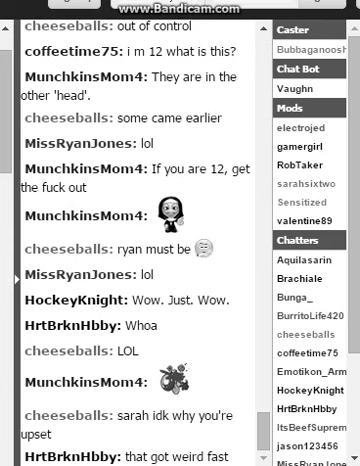 www.Bandicam.com
cheeseballs: out of control
coffeetime75: i m 12 what is this?
MunchkinsMom4: They are in the
other 'head'.
cheeseballs: some came earlier
MissRyanJones: lol
MunchkinsMom4: If you are 12, get
the fuck out
MunchkinsMom4:
cheeseballs: ryan must be
MissRyanJones: lol
HockeyKnight: Wow. Just. Wow.
HrtBrknHbby: Whoa
cheeseballs: LOL
MunchkinsMom4:
cheeseballs: sarah idk why you're
upset
HrtBrknHbby: that got weird fast
Caster
Bubbaganoosh
Chat Bot
Vaughn
Mods
electrojed
gamergirl
RobTaker
sarahsixtwo
Sensitized
valentine89
Chatters
Aquilasarin
Brachiale
Bunga_
BurritoLife420
cheeseballs
coffeetime75
Emotikon_Arm
HockeyKnight
HrtBrknHbby
ItsBeefSuprem
jason123456
MissRyanJone